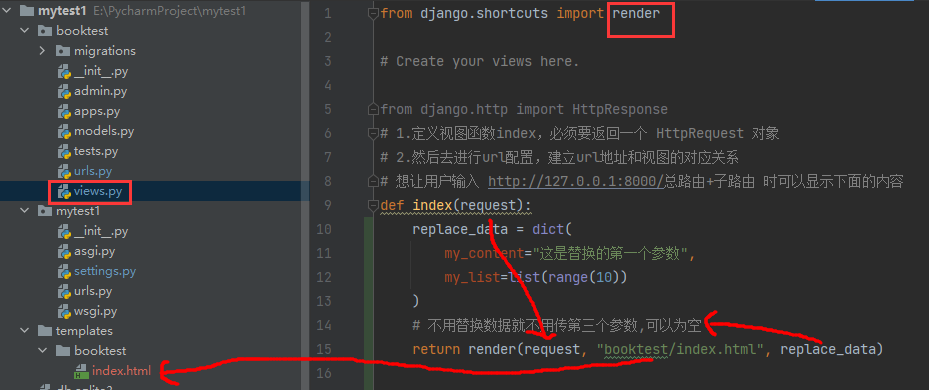 mytest1 E:\PycharmProject\mytest1
booktest
migrations
__init__.py
admin.py
apps.py
models.py
tests.py
urls.py
views.py
mytest1
__init__.py
asgi.py
settings.py
urls.py
wsgi.py
templates
booktest
index.html
1 from django.shortcuts import render
2
3 # Create your views here.
4
5 from django.http import HttpResponse
6 # 1.定义视图函数index，必须要返回一个 HttpRequest 对象
7 # 2.然后去进行url配置，建立url地址和视图的对应关系
8 # 想让用户输入 http://127.0.0.1:8000/总路由+子路由 时可以显示下面的内容
9 def index(request):
10 replace_data = dict(
11 my_content="这是替换的第一个参数",
12 my_list=list(range(10))
13 )
14 # 不用替换数据就不用传第三个参数,可以为空
15 return render(request, "booktest/index.html", replace_data)
16